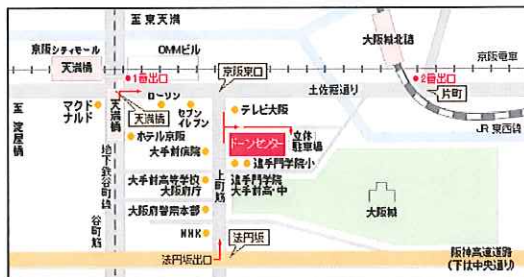 至 東天満
大阪城北詰
京阪シティモール
OMMビル
京阪電車
天満橋
1番出口
京阪東口
2番出口
土佐堀通り
片町
至 淀屋橋
マクドナルド
天満橋
ローソン
セブンイレブン
テレビ大阪
天満橋
JR 東西線
ホテル京阪
ドーンセンター
立体駐車場
大手前病院
追手門学院小
地下鉄谷町線
谷町筋
大手前高等学校
大阪府庁
上町筋
追手門学院
大手前高・中
大阪城
大阪府警察本部
NHK
法円坂
法円坂出口
阪神高速道路
(下は中央通り)